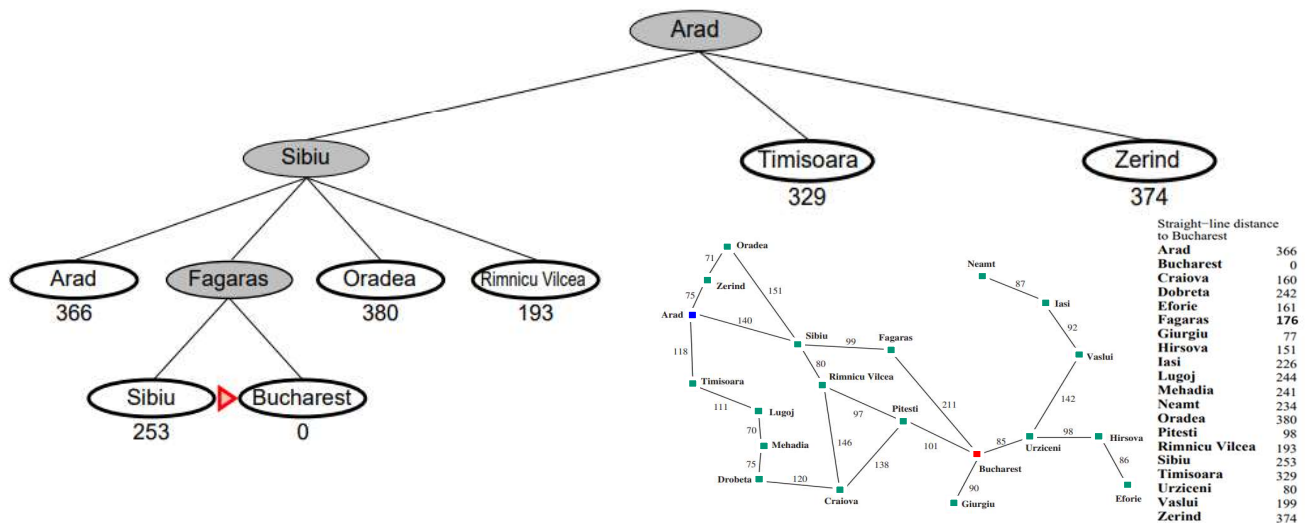 Arad
Sibiu
Timisoara
329
Zerind
374
Arad
366
Fagaras
Oradea
380
Rimnicu Vilcea
193
Sibiu
253
Bucharest
0
Oradea
71
Zerind
75
151
Arad
140
118
Sibiu
99
Fagaras
80
Rimnicu Vilcea
Timisoara
111
Lugoj
70
Mehadia
75
Drobeta
120
Craiova
146
97
Pitesti
138
101
211
Bucharest
90
Giurgiu
85
Urziceni
98
Hirsova
86
Eforie
142
Vaslui
92
Iasi
87
Neamt
Straight-line distance
to Bucharest
Arad 366
Bucharest 0
Craiova 160
Dobreta 242
Eforie 161
Fagaras 176
Giurgiu 77
Hirsova 151
Iasi 226
Lugoj 244
Mehadia 241
Neamt 234
Oradea 380
Pitesti 98
Rimnicu Vilcea 193
Sibiu 253
Timisoara 329
Urziceni 80
Vaslui 199
Zerind 374